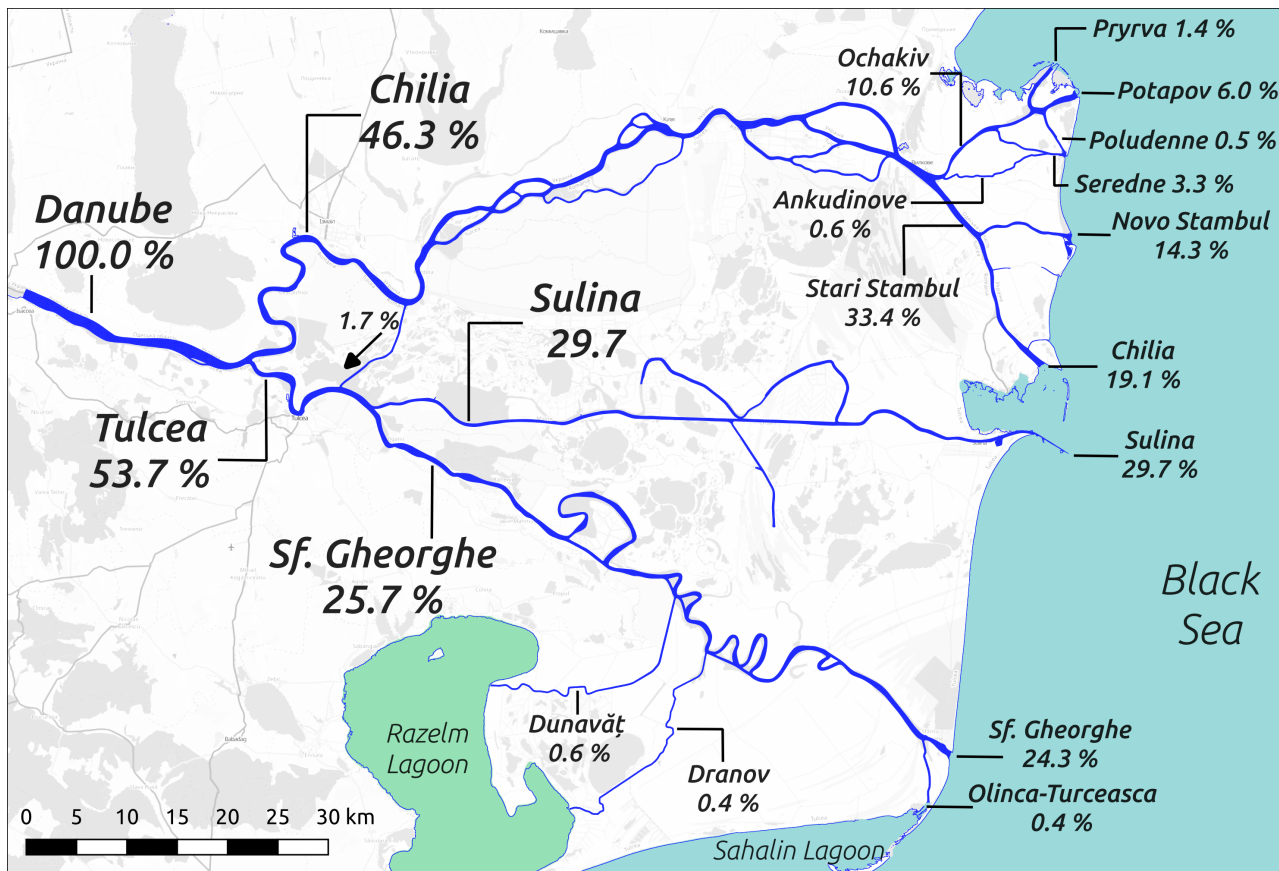 Pryrva 1.4 %
Ochakiv
10.6 %
Potapov 6.0 %
Chilia
46.3 %
Poludenne 0.5 %
Seredne 3.3 %
Ankudinove
0.6 %
Danube
100.0 %
Novo Stambul
14.3 %
Stari Stambul
33.4 %
Sulina
29.7
1.7 %
Chilia
19.1 %
Tulcea
53.7 %
Tulcea
Sulina
29.7 %
Sf. Gheorghe
25.7 %
Black
Sea
Razelm
Lagoon
Dunavăț
0.6 %
Dranov
0.4 %
Sf. Gheorghe
24.3 %
Olinca-Turceasca
0.4 %
Babadag
0 5 10 15 20 25 30 km
Sahalin Lagoon